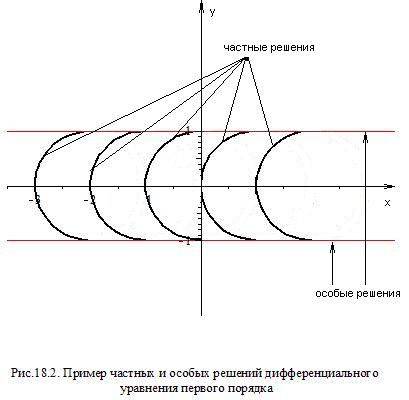 y
частные решения
1
-3
-2
-1
x
-1
особые решения
Рис.18.2. Пример частных и особых решений дифференциального
уравнения первого порядка